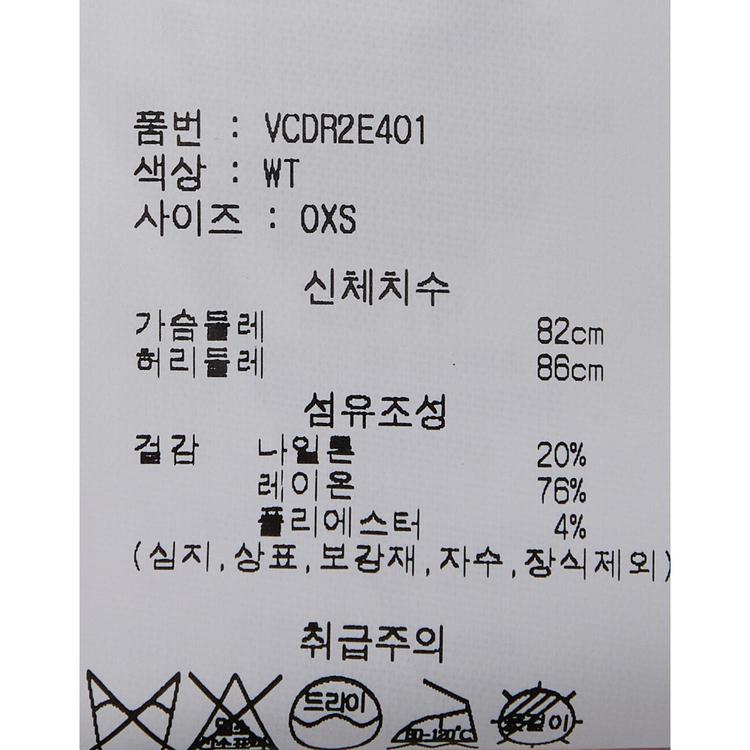 품번 : VCDR2E401
색상 : WT
사이즈 : 0XS
신체치수
가슴둘레 82cm
허리둘레 86cm
섬유조성
겉감 나일론 20%
레이온 76%
폴리에스터 4%
(심지,상표,보강재,자수,장식제외)
취급주의
드라이
80-120℃